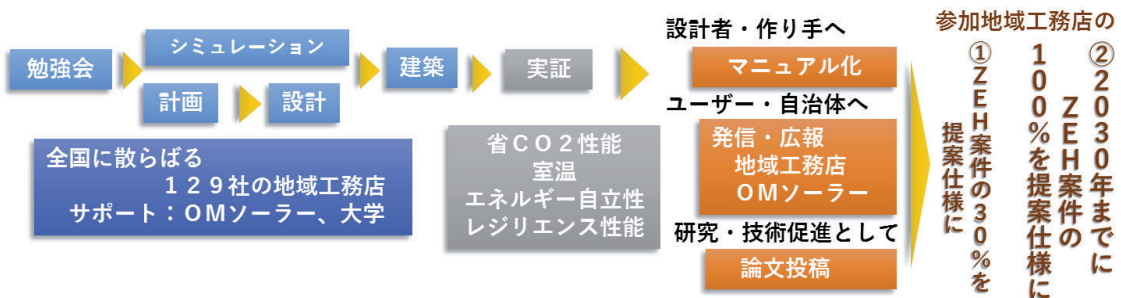 勉強会
シミュレーション
計画
設計
建築
実証
全国に散らばる
129社の地域工務店
サポート：OMソーラー、大学
省CO2性能
室温
エネルギー自立性
レジリエンス性能
設計者・作り手へ
マニュアル化
ユーザー・自治体へ
発信・広報
地域工務店
OMソーラー
研究・技術促進として
論文投稿
参加地域工務店の
①ZEH案件の30%を
提案仕様に
②2030年までに
ZEH案件の
100%を提案仕様に